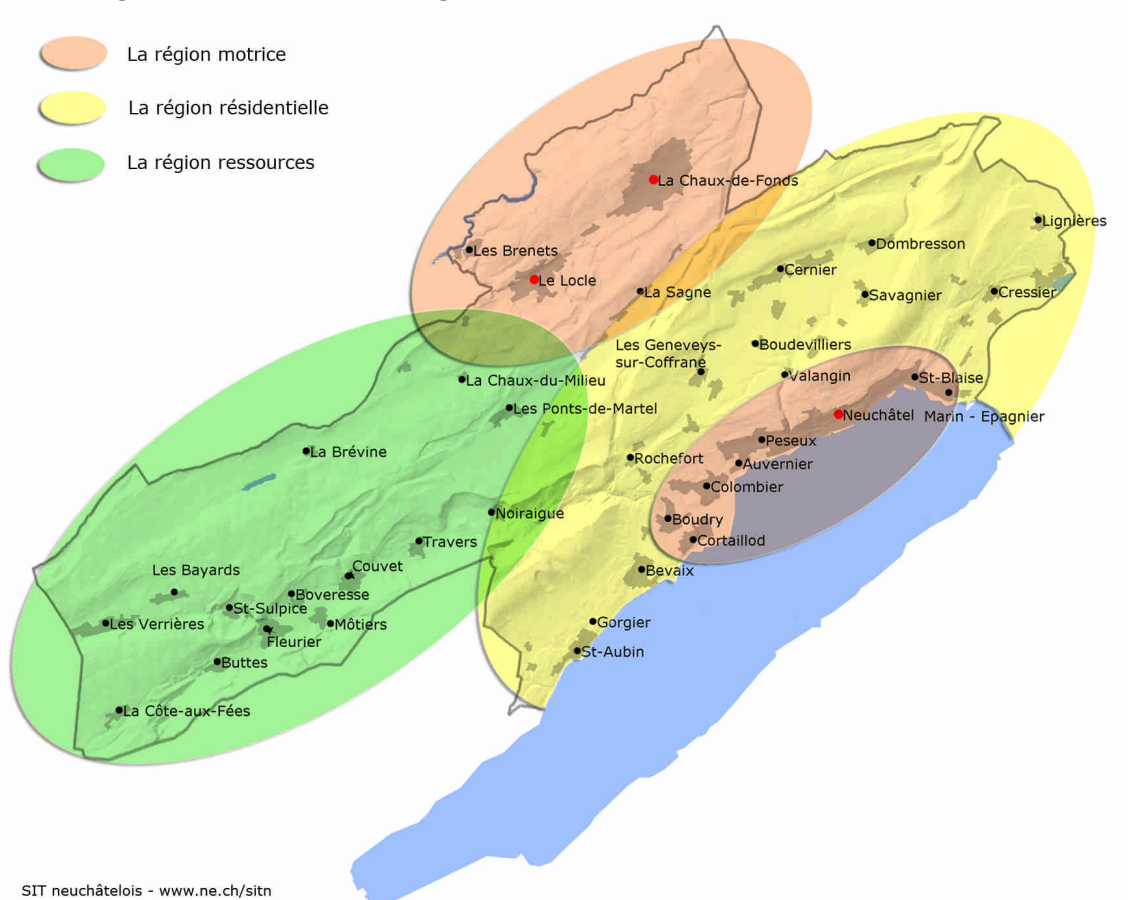 La région motrice
La région résidentielle
La région ressources
La Chaux-de-Fonds
Lignières
Les Brenets
Dombresson
Cernier
Le Locle
La Sagne
Savagnier
Cressier
Les Geneveys-
sur-Coffrane
Boudevilliers
Valangin
St-Blaise
La Chaux-du-Milieu
Les Ponts-de-Martel
Neuchâtel
Marin - Epagnier
Peseux
La Brévine
Rochefort
Auvernier
Colombier
Noiraigue
Boudry
Travers
Cortaillod
Les Bayards
Couvet
Bevaix
Boveresse
St-Sulpice
Les Verrières
Môtiers
Gorgier
Fleurier
St-Aubin
Buttes
La Côte-aux-Fées
SIT neuchâtelois - www.ne.ch/sitn